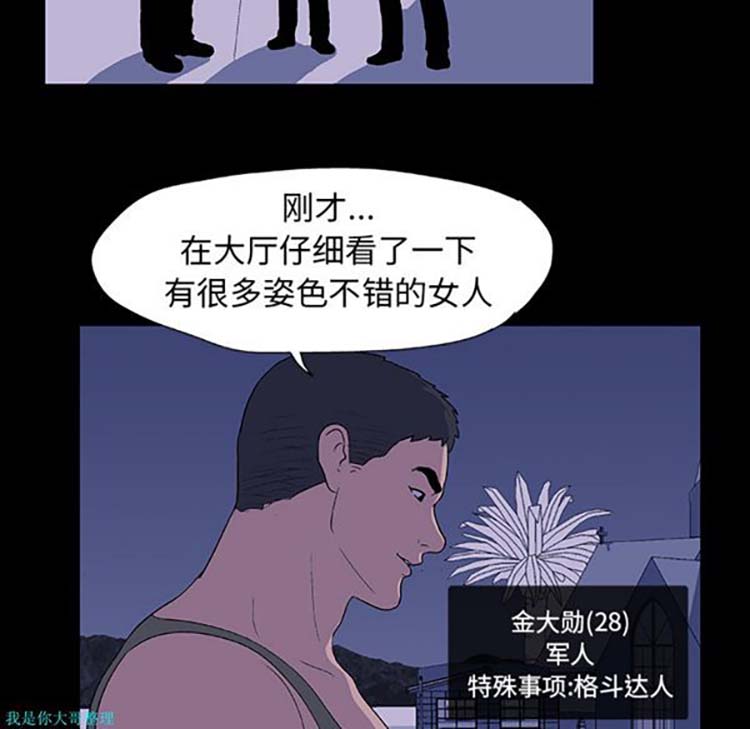 刚才...
在大厅仔细看了一下
有很多姿色不错的女人
金大勋(28)
军人
特殊事项:格斗达人
我是你大哥整理